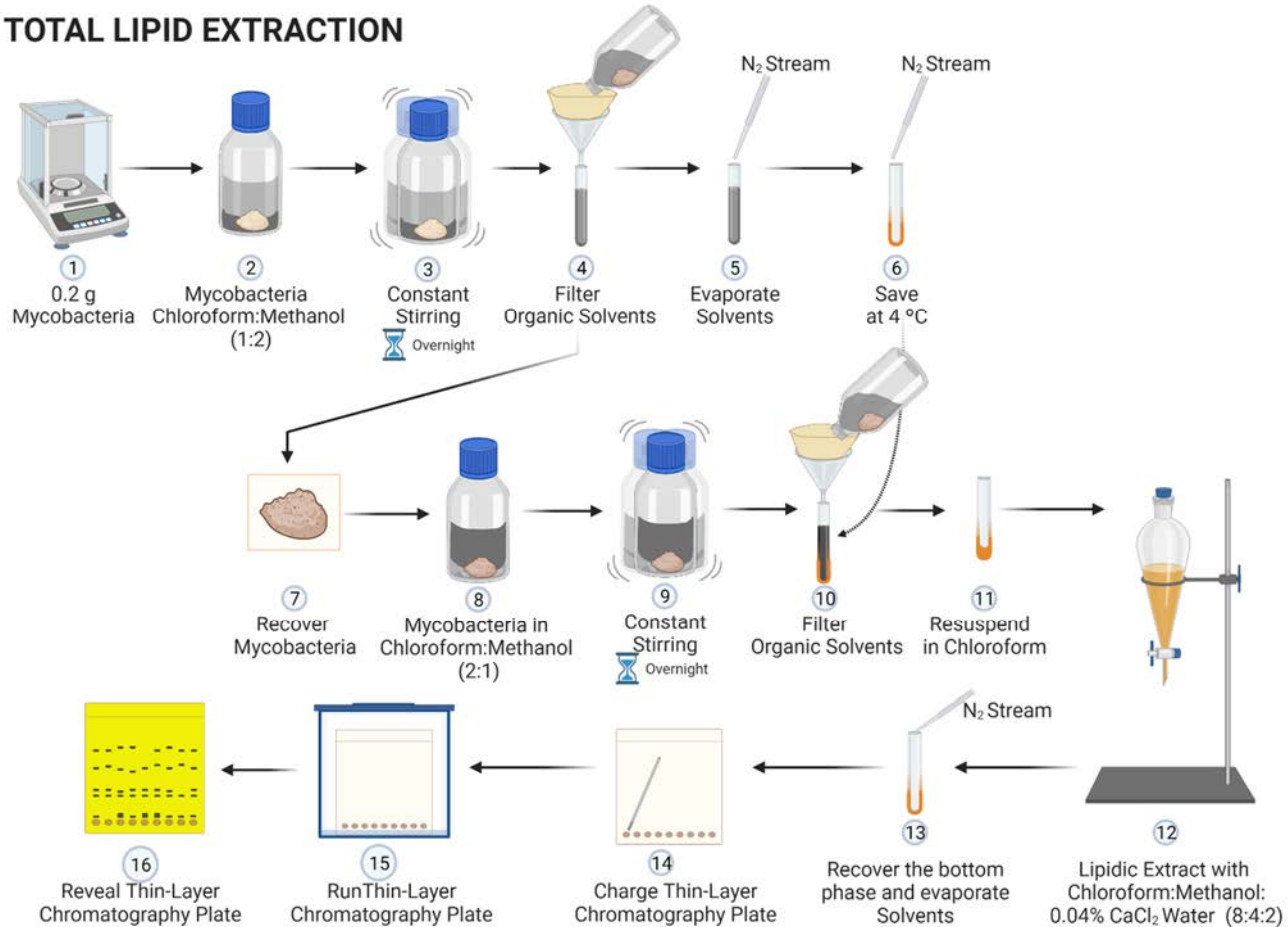 TOTAL LIPID EXTRACTION
N₂ Stream
N₂ Stream
1
0.2 g
Mycobacteria
2
Mycobacteria
Chloroform:Methanol
(1:2)
3
Constant
Stirring
Overnight
4
Filter
Organic Solvents
5
Evaporate
Solvents
6
Save
at 4 °C
7
Recover
Mycobacteria
8
Mycobacteria in
Chloroform:Methanol
(2:1)
9
Constant
Stirring
Overnight
10
Filter
Organic Solvents
11
Resuspend
in Chloroform
12
Lipidic Extract with
Chloroform:Methanol:
0.04% CaCl₂ Water (8:4:2)
N₂ Stream
13
Recover the bottom
phase and evaporate
Solvents
14
Charge Thin-Layer
Chromatography Plate
15
RunThin-Layer
Chromatography Plate
16
Reveal Thin-Layer
Chromatography Plate